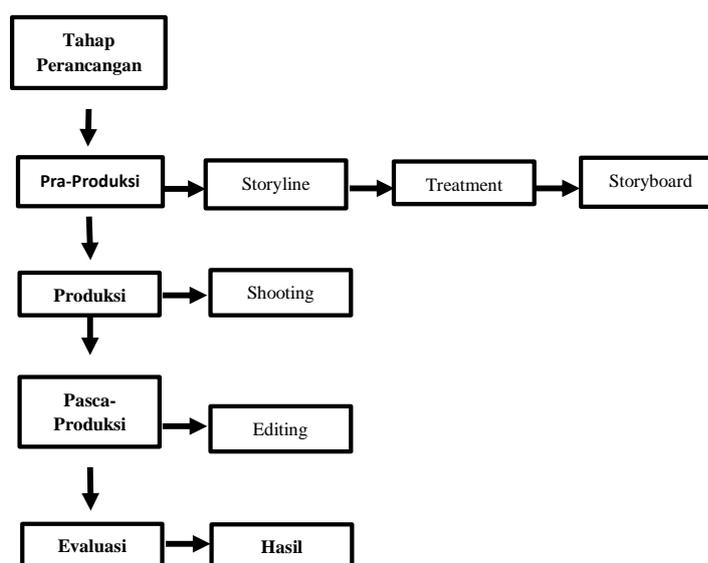 Tahap
Perancangan
Pra-Produksi
Storyline
Treatment
Storyboard
Produksi
Shooting
Pasca-
Produksi
Editing
Evaluasi
Hasil